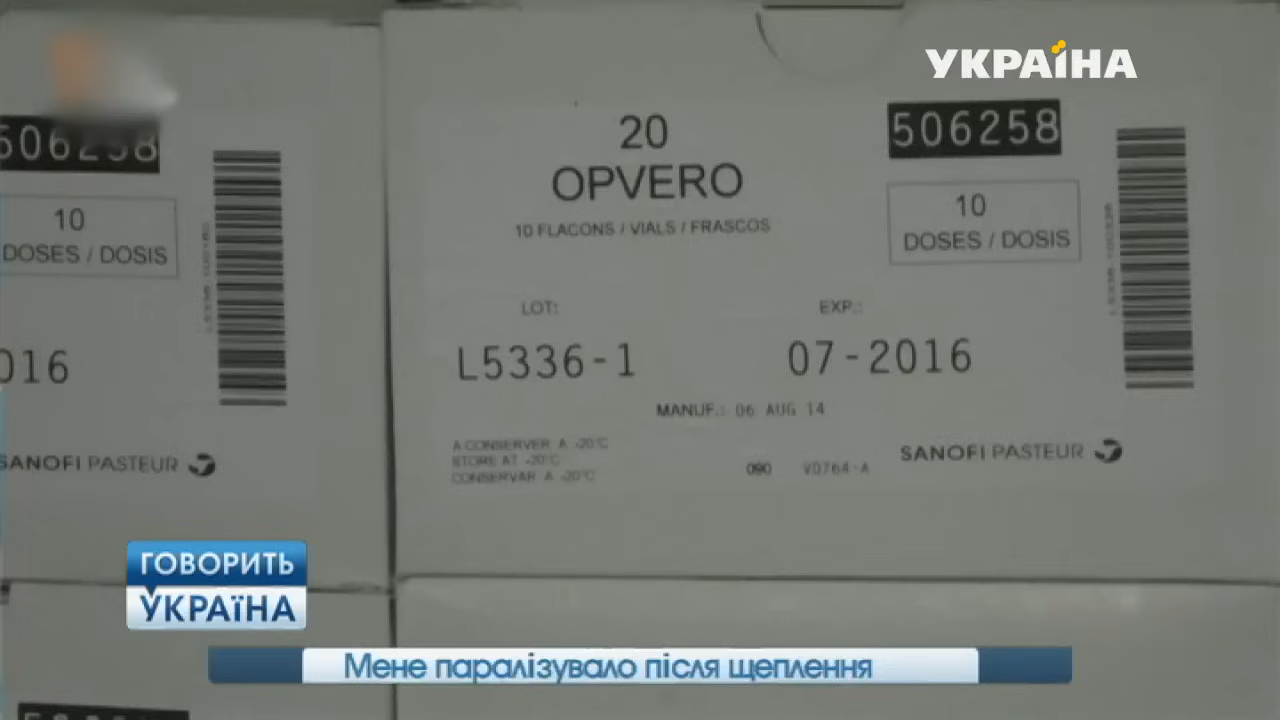 УКРАЇНА
506258
10
DOSES / DOSIS
016
SANOFI PASTEUR
20
OPVERO
10 FLACONS / VIALS / FRASCOS
506258
10
DOSES / DOSIS
LOT:
EXP.:
L5336-1
07-2016
MANUF.: 06 AUG 14
A CONSERVER A -20°C
STORE AT -20°C
CONSERVAR A -20°C
090 V0764-A
SANOFI PASTEUR
ГОВОРИТЬ
УКРАЇНА
Мене паралізувало після щеплення